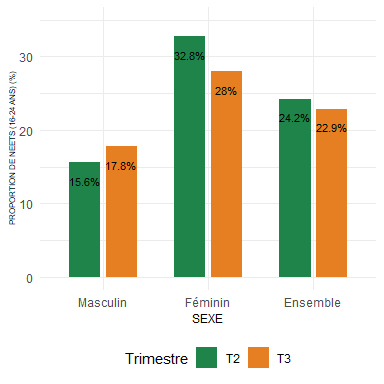 PROPORTION DE NEETS (16-24 ANS) (%)
30
20
10
0
15.6%
17.8%
32.8%
28%
24.2%
22.9%
Masculin
Féminin
Ensemble
SEXE
Trimestre T2 T3